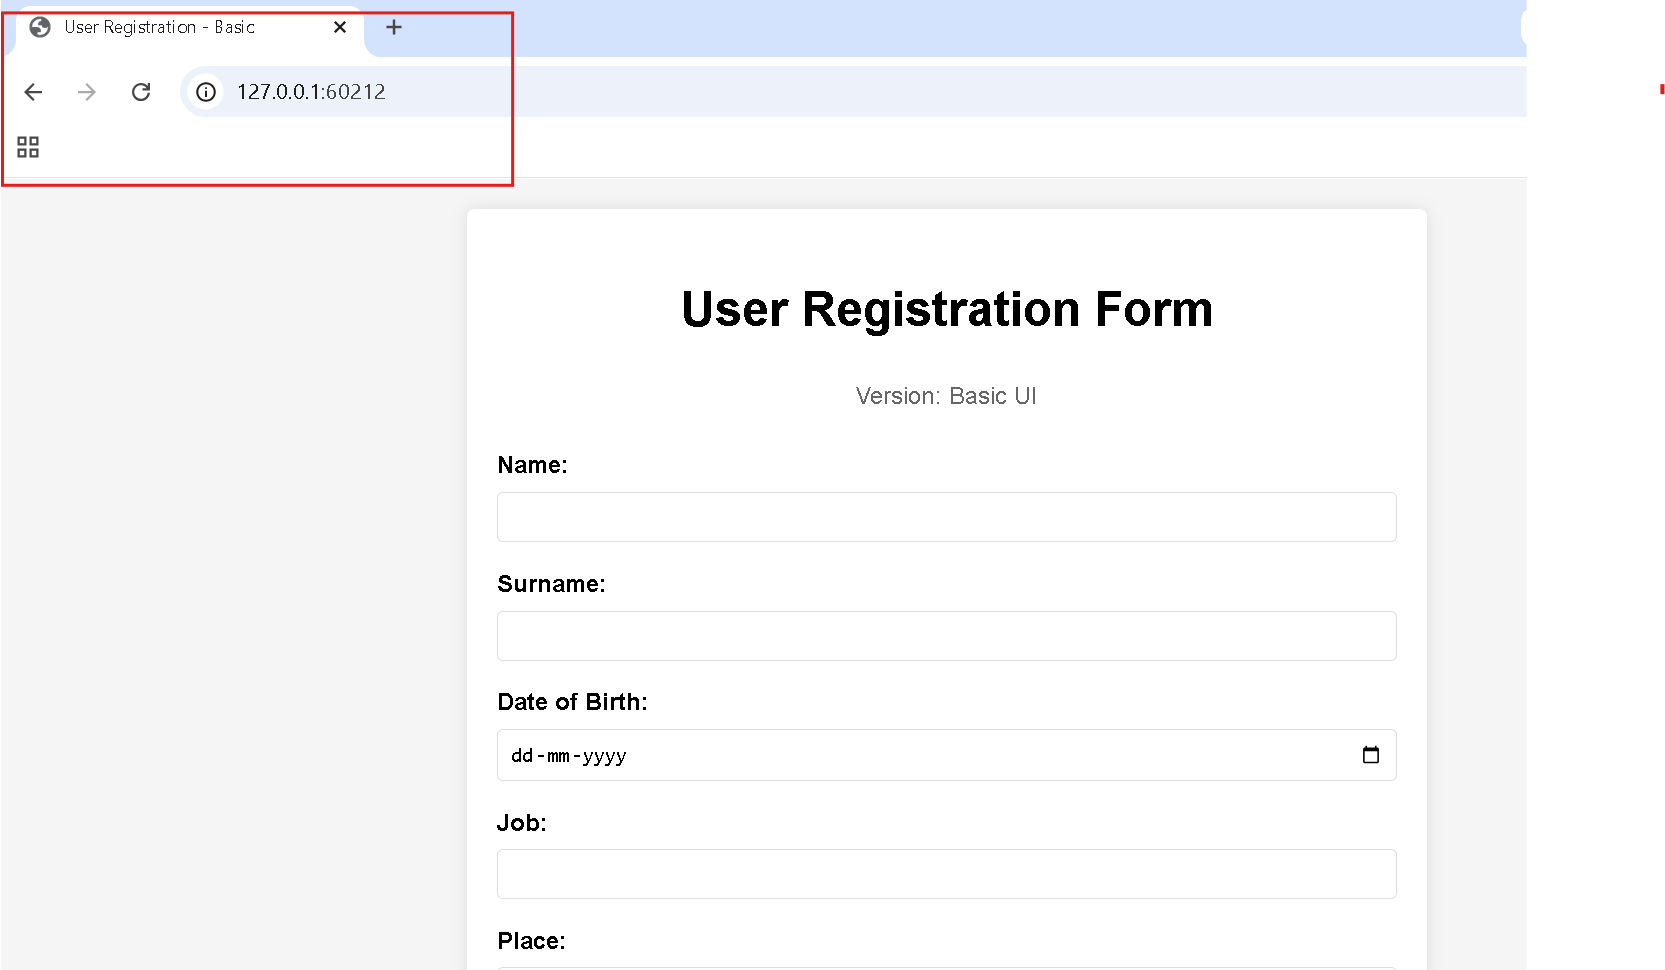 User Registration - Basic
127.0.0.1:60212
User Registration Form
Version: Basic UI
Name:
Surname:
Date of Birth:
dd-mm-yyyy
Job:
Place: